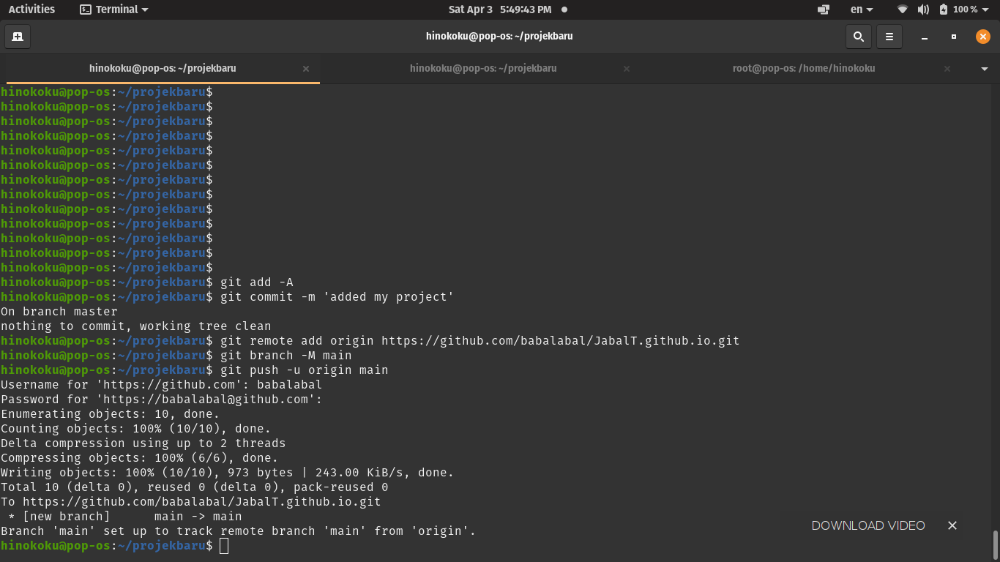 Activities Terminal Sat Apr 3 5:49:43 PM en 100 %
hinokoku@pop-os: ~/projekbaru
hinokoku@pop-os: ~/projekbaru hinokoku@pop-os: ~/projekbaru root@pop-os: /home/hinokoku
hinokoku@pop-os:~/projekbaru$
hinokoku@pop-os:~/projekbaru$
hinokoku@pop-os:~/projekbaru$
hinokoku@pop-os:~/projekbaru$
hinokoku@pop-os:~/projekbaru$
hinokoku@pop-os:~/projekbaru$
hinokoku@pop-os:~/projekbaru$
hinokoku@pop-os:~/projekbaru$
hinokoku@pop-os:~/projekbaru$
hinokoku@pop-os:~/projekbaru$
hinokoku@pop-os:~/projekbaru$
hinokoku@pop-os:~/projekbaru$
hinokoku@pop-os:~/projekbaru$
hinokoku@pop-os:~/projekbaru$ git add -A
hinokoku@pop-os:~/projekbaru$ git commit -m 'added my project'
On branch master
nothing to commit, working tree clean
hinokoku@pop-os:~/projekbaru$ git remote add origin https://github.com/babalabal/JabalT.github.io.git
hinokoku@pop-os:~/projekbaru$ git branch -M main
hinokoku@pop-os:~/projekbaru$ git push -u origin main
Username for 'https://github.com': babalabal
Password for 'https://babalabal@github.com':
Enumerating objects: 10, done.
Counting objects: 100% (10/10), done.
Delta compression using up to 2 threads
Compressing objects: 100% (6/6), done.
Writing objects: 100% (10/10), 973 bytes | 243.00 KiB/s, done.
Total 10 (delta 0), reused 0 (delta 0), pack-reused 0
To https://github.com/babalabal/JabalT.github.io.git
 * [new branch]      main -> main
Branch 'main' set up to track remote branch 'main' from 'origin'.
hinokoku@pop-os:~/projekbaru$
DOWNLOAD VIDEO